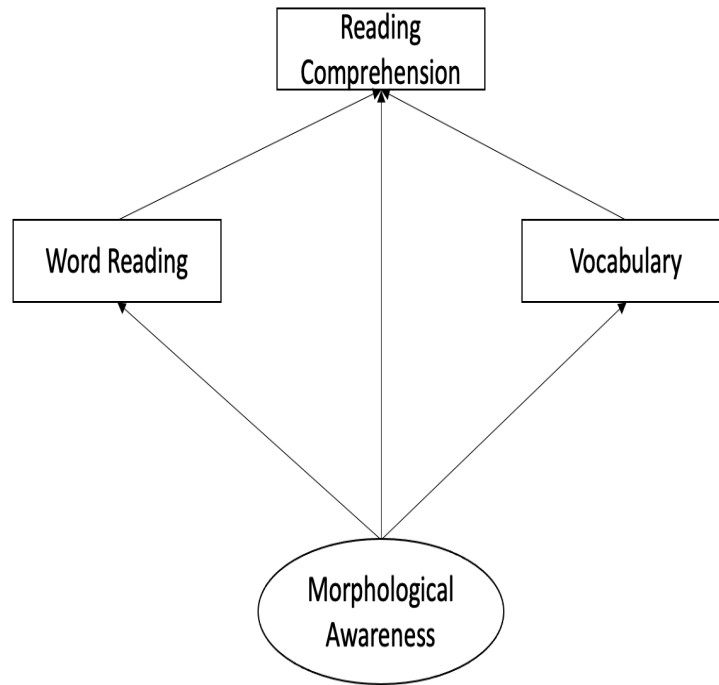 Reading
Comprehension
Word Reading
Vocabulary
Morphological
Awareness